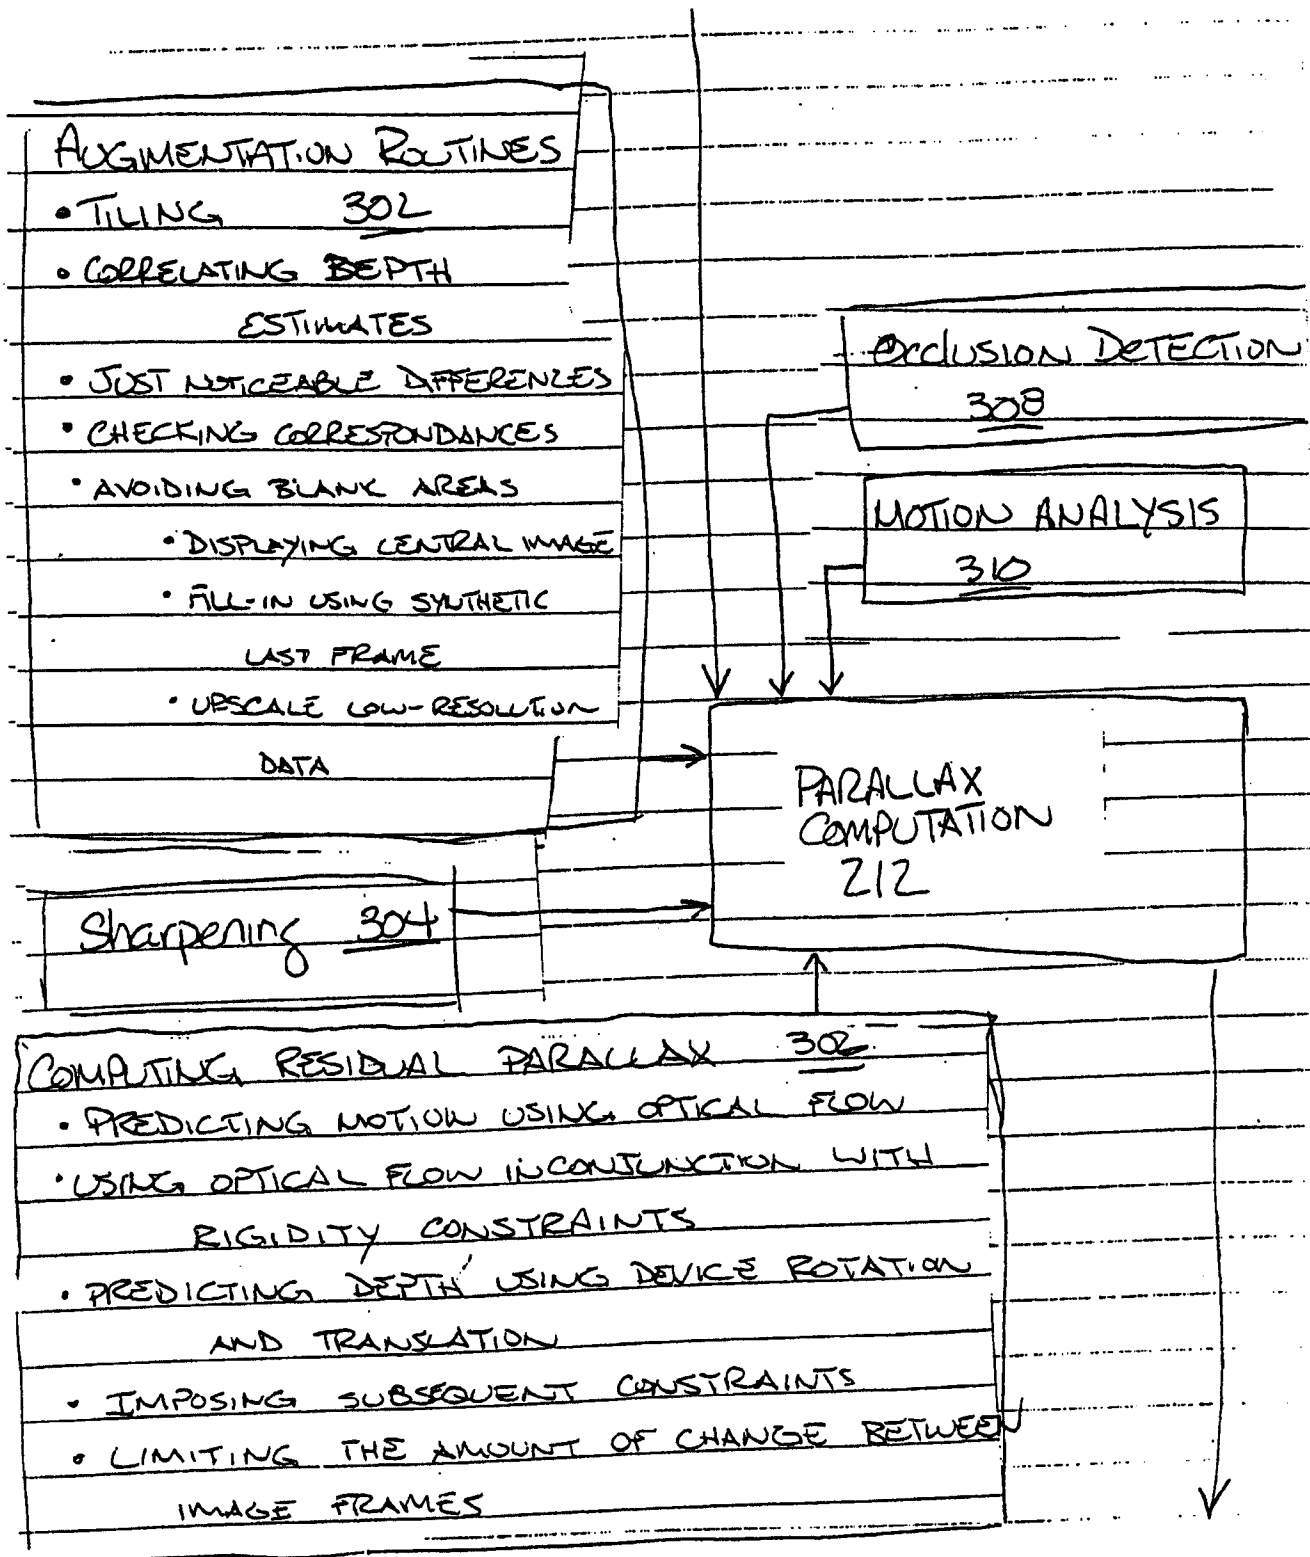 AUGMENTATION ROUTINES
• TILING 302
• CORRELATING DEPTH
ESTIMATES
• JUST NOTICEABLE DIFFERENCES
• CHECKING CORRESPONDANCES
• AVOIDING BLANK AREAS
• DISPLAYING CENTRAL IMAGE
• FILL-IN USING SYNTHETIC
LAST FRAME
• UPSCALE LOW-RESOLUTION
DATA
Occlusion Detection
308
MOTION ANALYSIS
310
PARALLAX
COMPUTATION
212
Sharpening 304
COMPUTING RESIDUAL PARALLAX 306
• PREDICTING MOTION USING OPTICAL FLOW
• USING OPTICAL FLOW IN CONJUNCTION WITH
RIGIDITY CONSTRAINTS
• PREDICTING DEPTH USING DEVICE ROTATION
AND TRANSLATION
• IMPOSING SUBSEQUENT CONSTRAINTS
• LIMITING THE AMOUNT OF CHANGE BETWEEN
IMAGE FRAMES